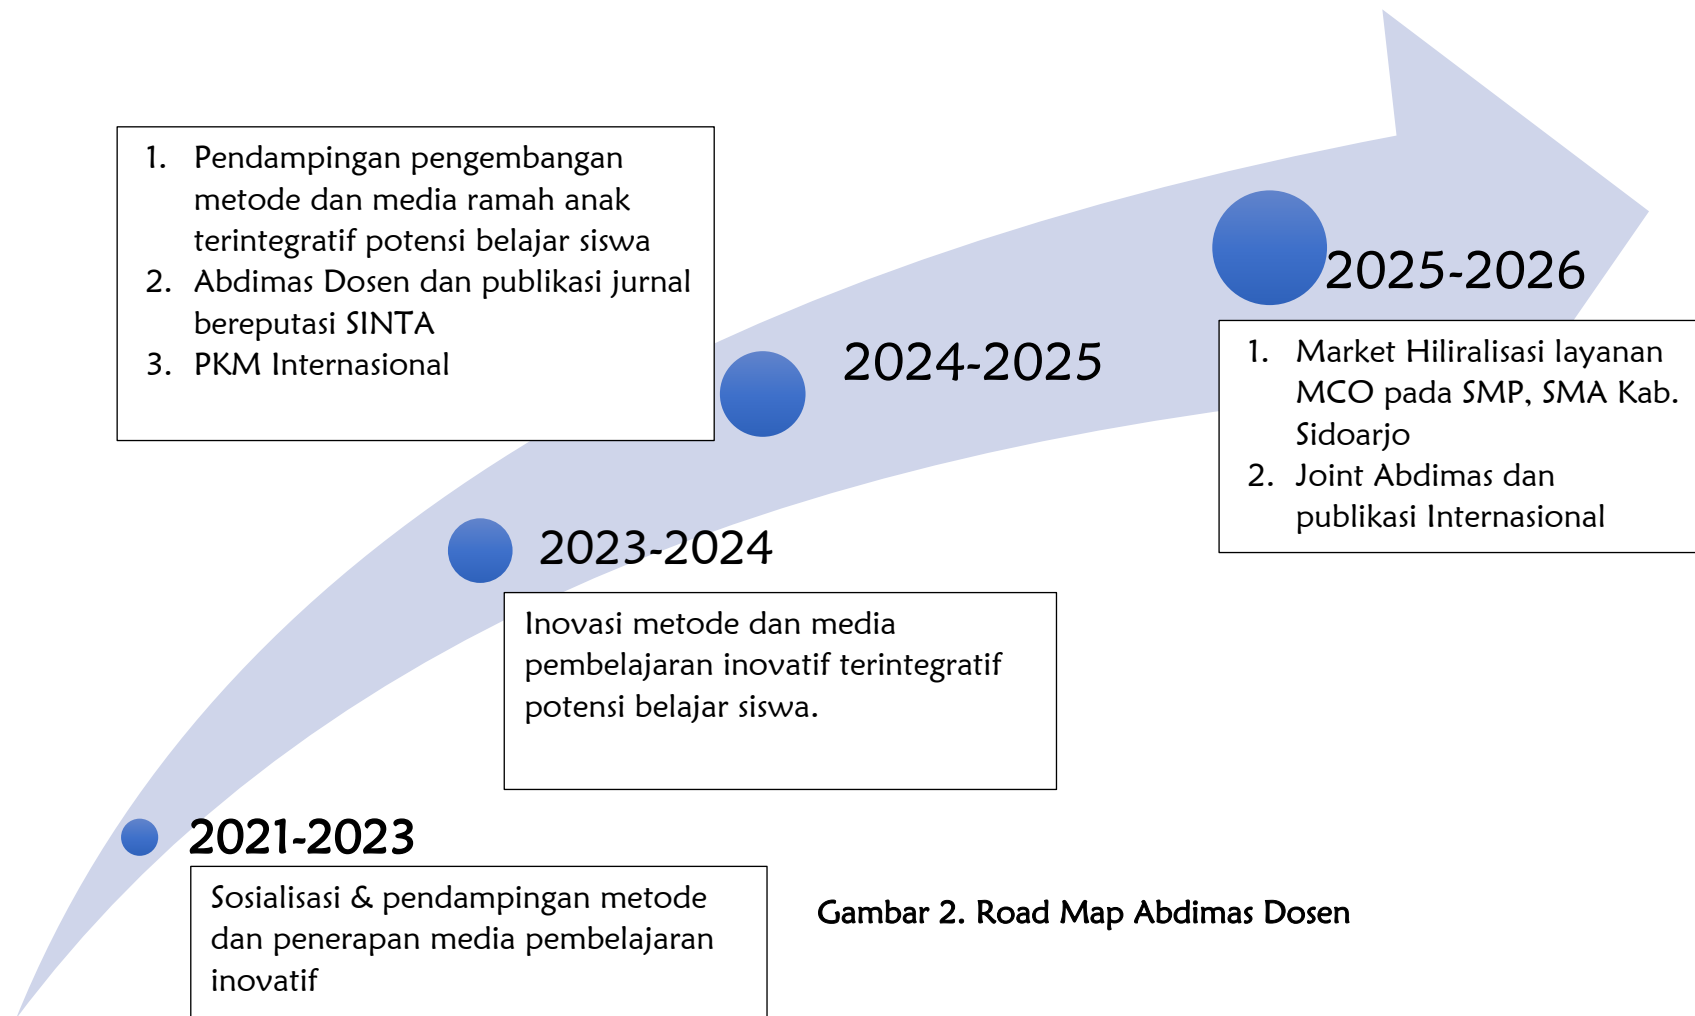 1. Pendampingan pengembangan
metode dan media ramah anak
terintegratif potensi belajar siswa
2. Abdimas Dosen dan publikasi jurnal
bereputasi SINTA
3. PKM Internasional
2025-2026
1. Market Hiliralisasi layanan
MCO pada SMP, SMA Kab.
Sidoarjo
2. Joint Abdimas dan
publikasi Internasional
2024-2025
2023-2024
Inovasi metode dan media
pembelajaran inovatif terintegratif
potensi belajar siswa.
2021-2023
Sosialisasi & pendampingan metode
dan penerapan media pembelajaran
inovatif
Gambar 2. Road Map Abdimas Dosen